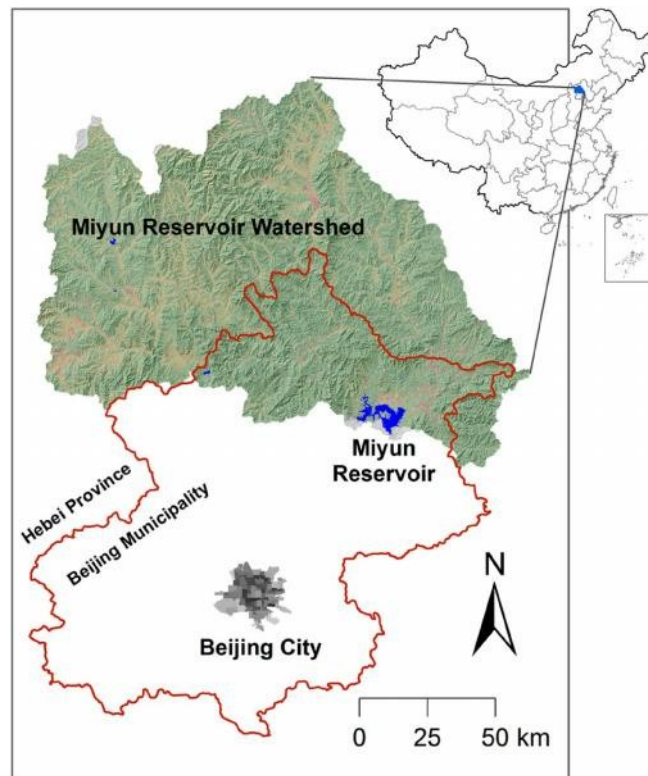 Miyun Reservoir Watershed
Miyun
Reservoir
Hebei Province
Beijing Municipality
Beijing City
N
0 25 50 km